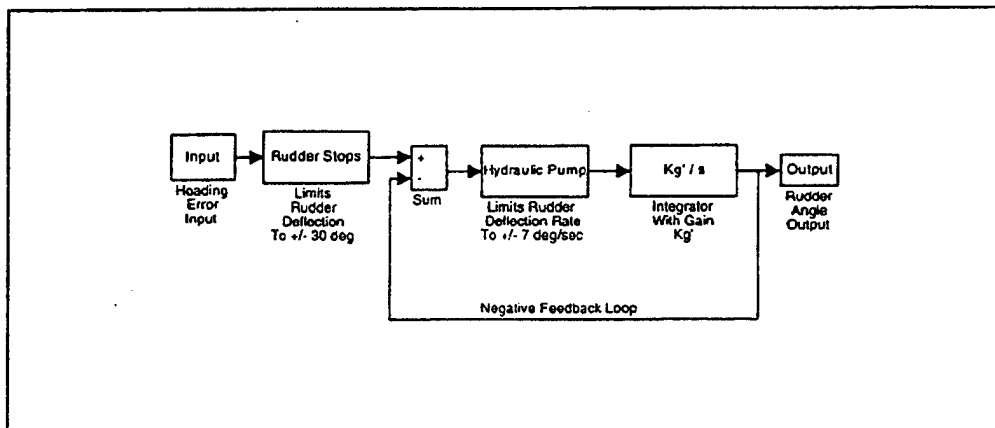 Input
Heading
Error
Input
Rudder Stops
Limits
Rudder
Deflection
To +/- 30 deg
+
-
Sum
Hydraulic Pump
Limits Rudder
Deflection Rate
To +/- 7 deg/sec
Kg' / s
Integrator
With Gain
Kg'
Output
Rudder
Angle
Output
Negative Feedback Loop